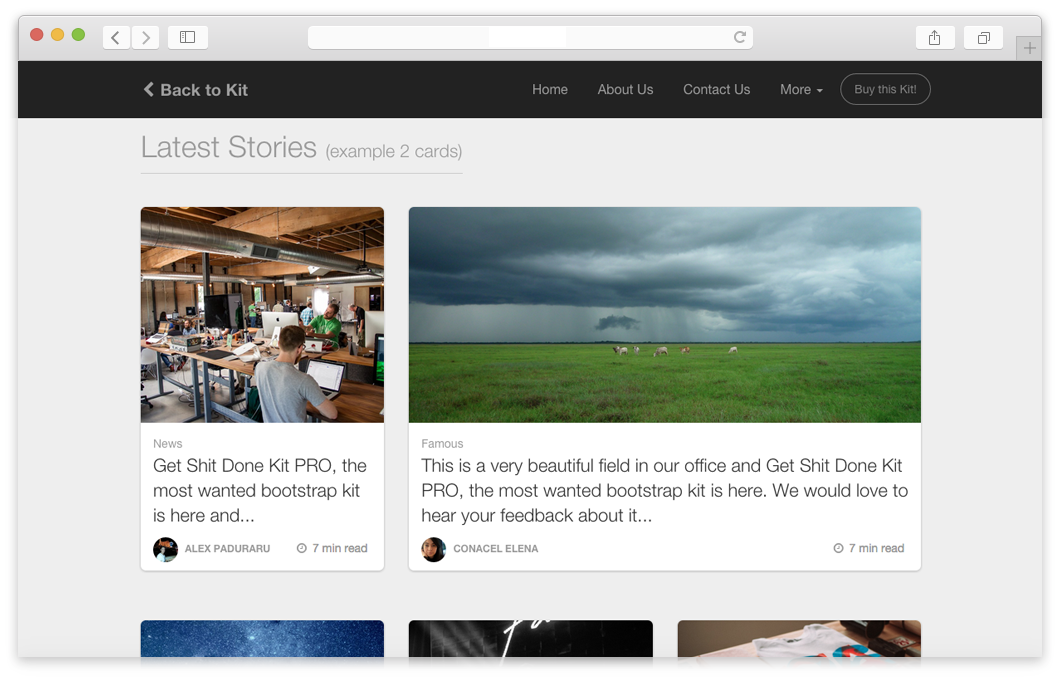 Back to Kit
Home
About Us
Contact Us
More
Buy this Kit!
Latest Stories (example 2 cards)
News
Get Shit Done Kit PRO, the
most wanted bootstrap kit
is here and...
ALEX PADURARU
7 min read
Famous
This is a very beautiful field in our office and Get Shit Done Kit
PRO, the most wanted bootstrap kit is here. We would love to
hear your feedback about it...
CONACEL ELENA
7 min read